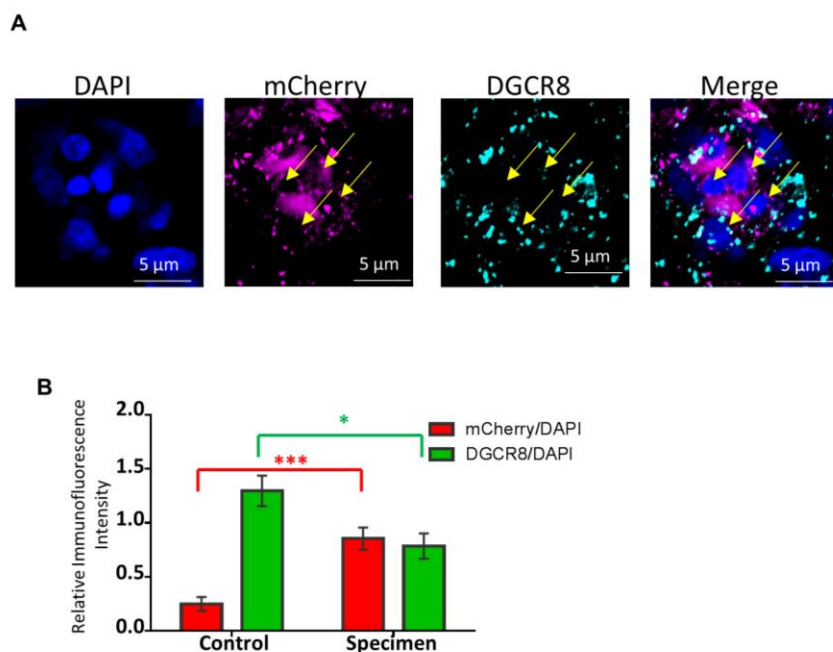 A
DAPI
mCherry
DGCR8
Merge
5 μm
5 μm
5 μm
5 μm
B
Relative Immunofluorescence
Intensity
2.0
1.5
1.0
0.5
0.0
***
*
mCherry/DAPI
DGCR8/DAPI
Control
Specimen